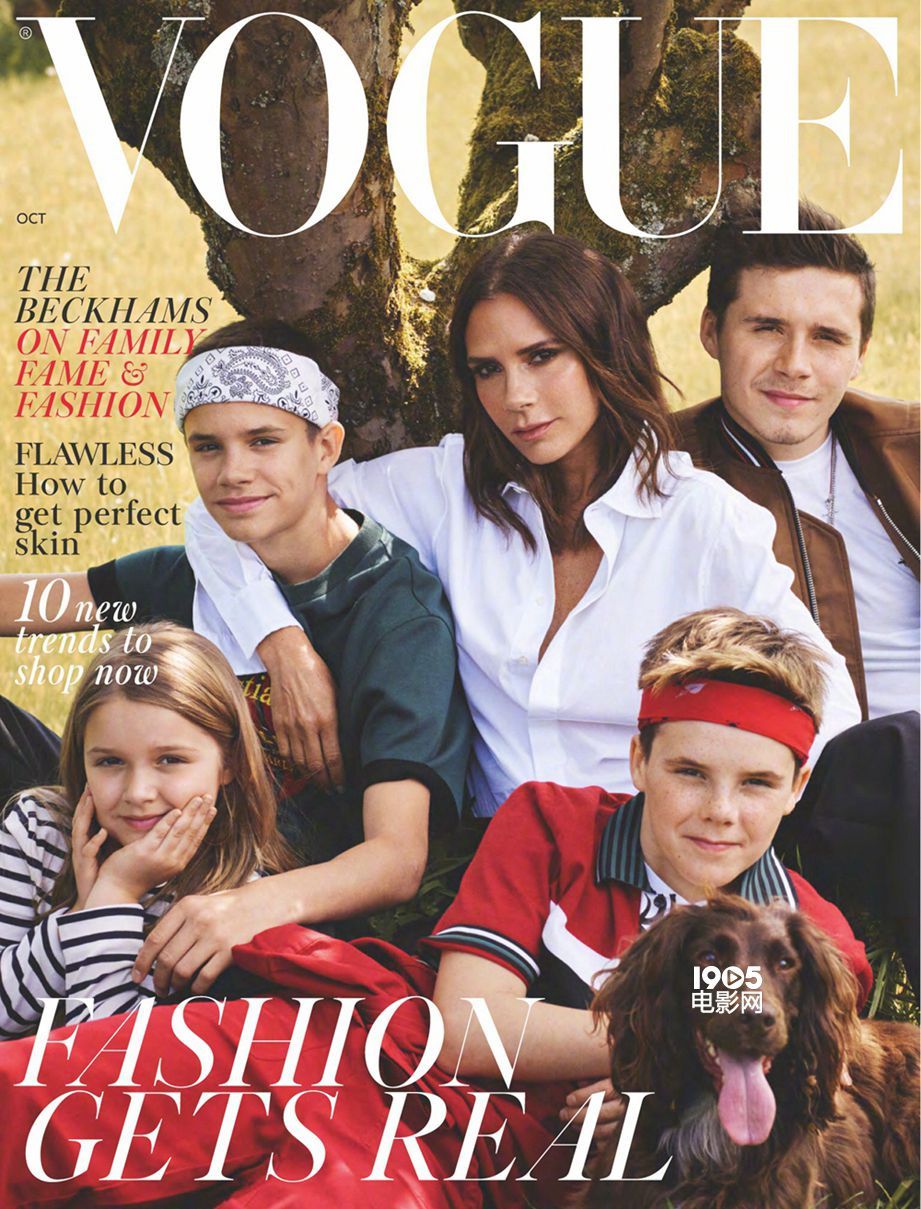 VOGUE
®
OCT
THE
BECKHAMS
ON FAMILY
FAME &
FASHION
FLAWLESS
How to
get perfect
skin
10 new
trends to
shop now
1905
电影网
FASHION
GETS REAL